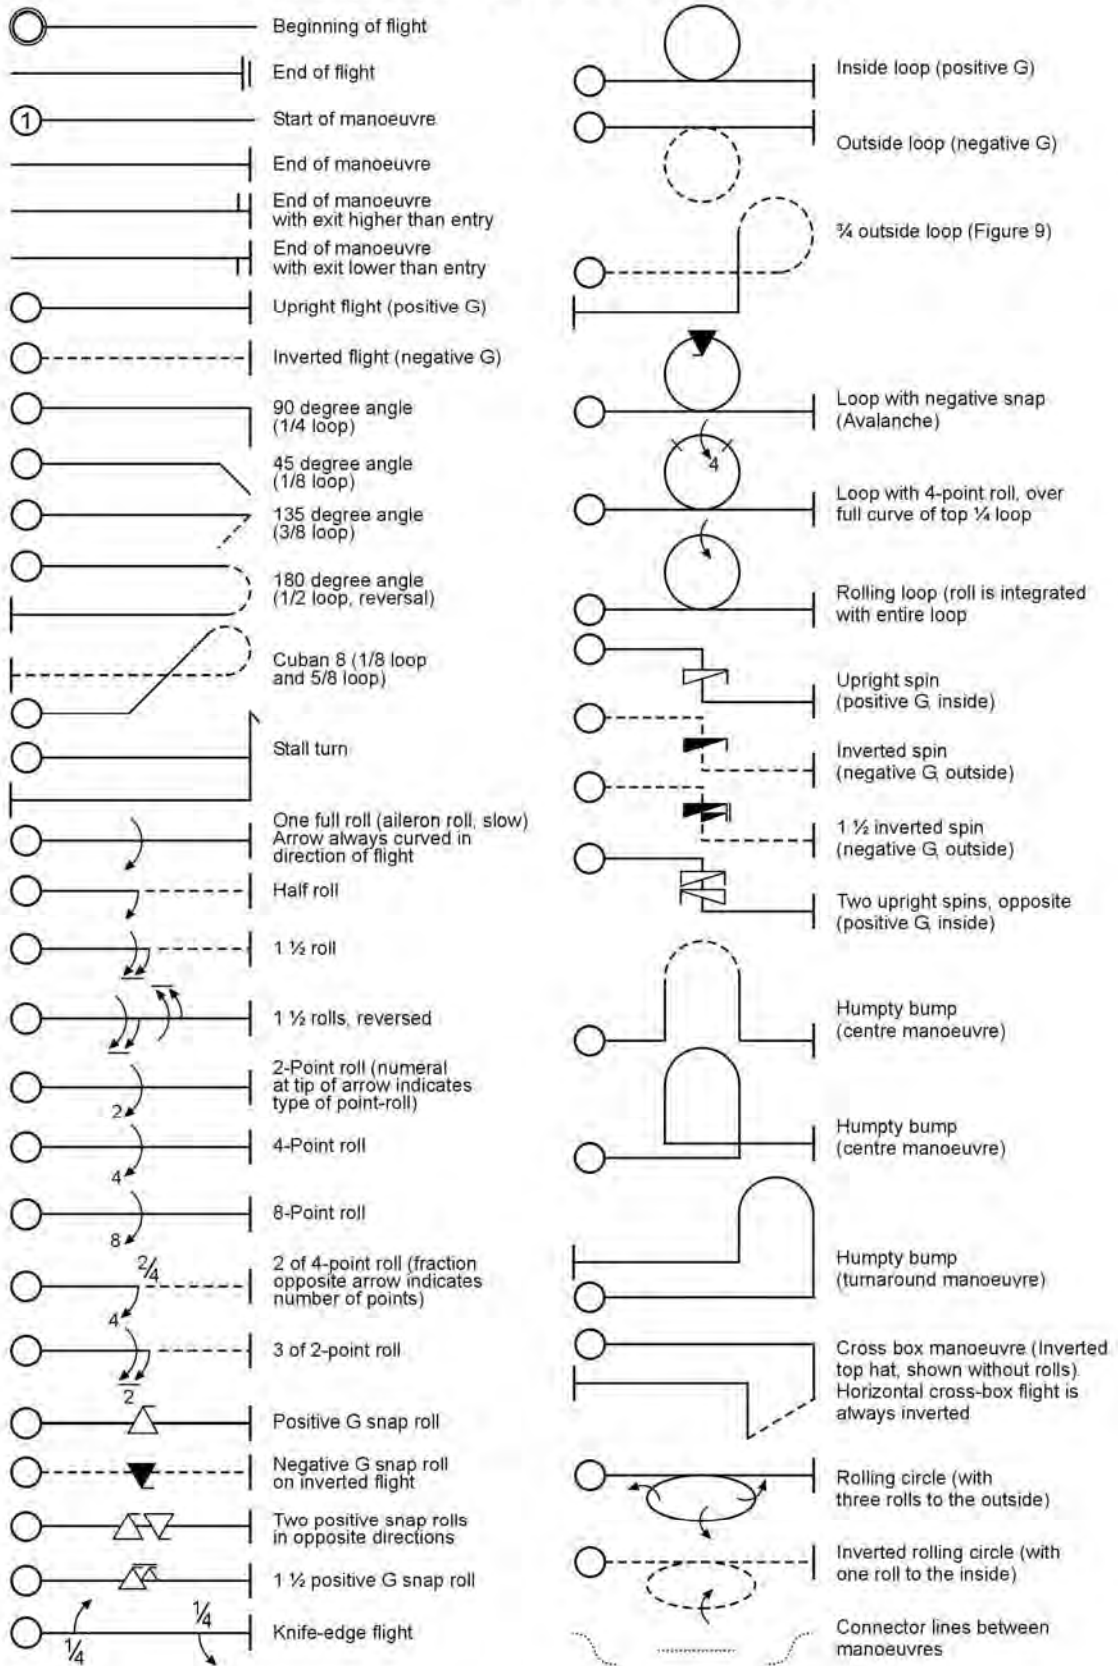 Beginning of flight
End of flight
1
Start of manoeuvre
End of manoeuvre
End of manoeuvre
with exit higher than entry
End of manoeuvre
with exit lower than entry
Upright flight (positive G)
Inverted flight (negative G)
90 degree angle
(1/4 loop)
45 degree angle
(1/8 loop)
135 degree angle
(3/8 loop)
180 degree angle
(1/2 loop, reversal)
Cuban 8 (1/8 loop
and 5/8 loop)
Stall turn
One full roll (aileron roll, slow)
Arrow always curved in
direction of flight
Half roll
1 ½ roll
1 ½ rolls, reversed
2
2-Point roll (numeral
at tip of arrow indicates
type of point-roll)
4
4-Point roll
8
8-Point roll
2/4
4
2 of 4-point roll (fraction
opposite arrow indicates
number of points)
2
3 of 2-point roll
Positive G snap roll
Negative G snap roll
on inverted flight
Two positive snap rolls
in opposite directions
1 ½ positive G snap roll
1/4
1/4
Knife-edge flight
Inside loop (positive G)
Outside loop (negative G)
¾ outside loop (Figure 9)
Loop with negative snap
(Avalanche)
4
Loop with 4-point roll, over
full curve of top ¼ loop
Rolling loop (roll is integrated
with entire loop
Upright spin
(positive G, inside)
Inverted spin
(negative G, outside)
1 ½ inverted spin
(negative G, outside)
Two upright spins, opposite
(positive G, inside)
Humpty bump
(centre manoeuvre)
Humpty bump
(centre manoeuvre)
Humpty bump
(turnaround manoeuvre)
Cross box manoeuvre (Inverted
top hat, shown without rolls).
Horizontal cross-box flight is
always inverted
Rolling circle (with
three rolls to the outside)
Inverted rolling circle (with
one roll to the inside)
Connector lines between
manoeuvres